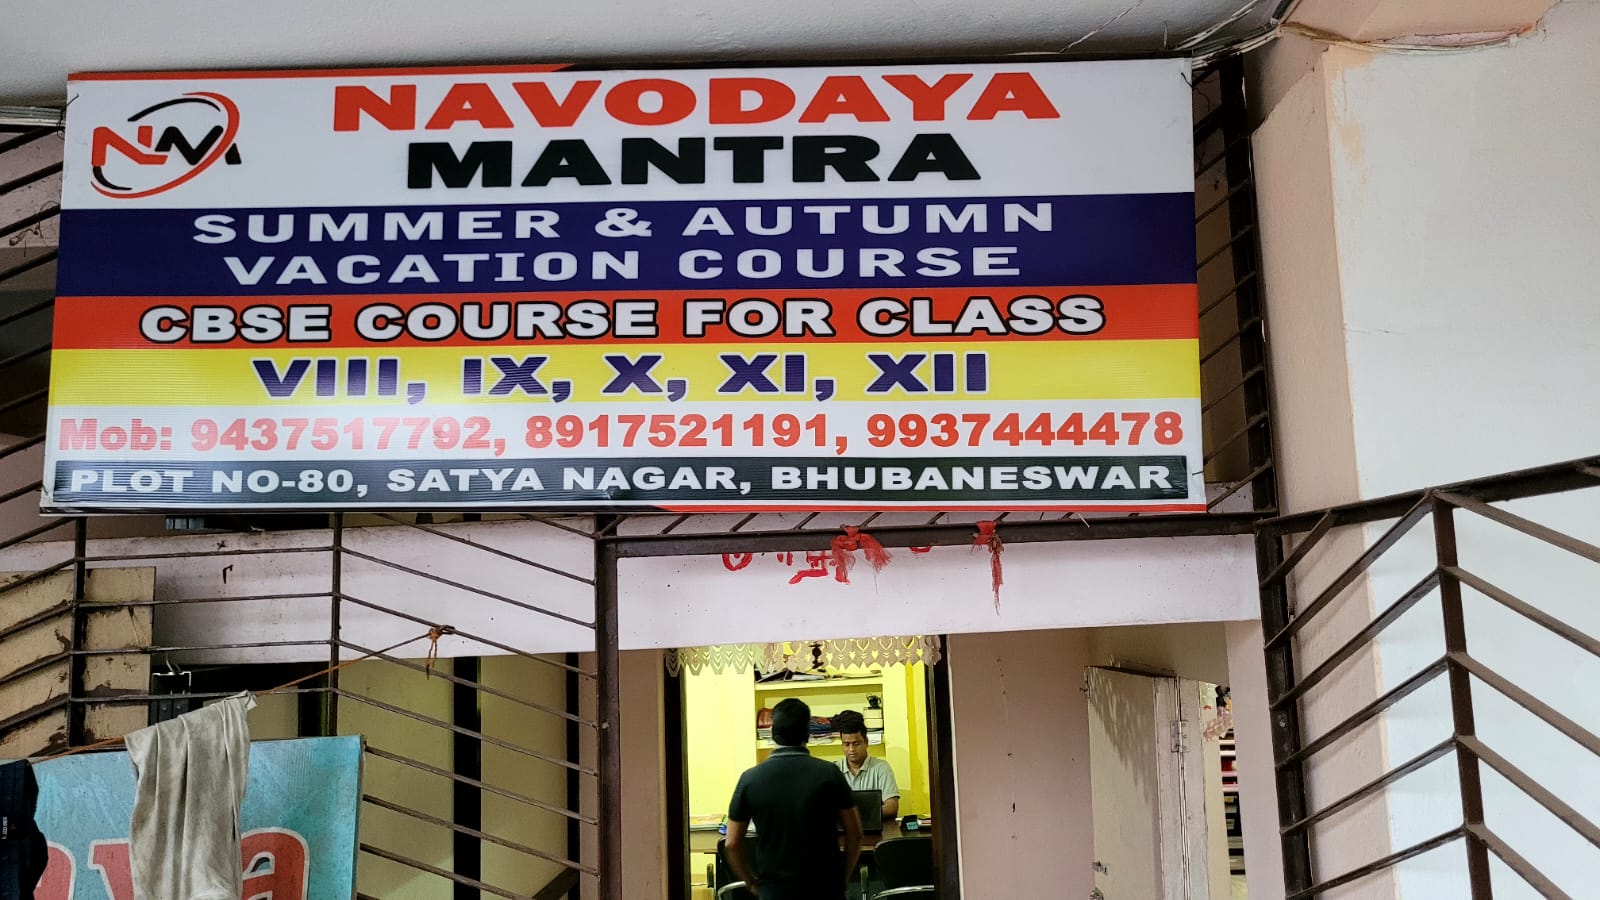 NM
NAVODAYA
MANTRA
SUMMER & AUTUMN
VACATION COURSE
CBSE COURSE FOR CLASS
VIII, IX, X, XI, XII
Mob: 9437517792, 8917521191, 9937444478
PLOT NO-80, SATYA NAGAR, BHUBANESWAR